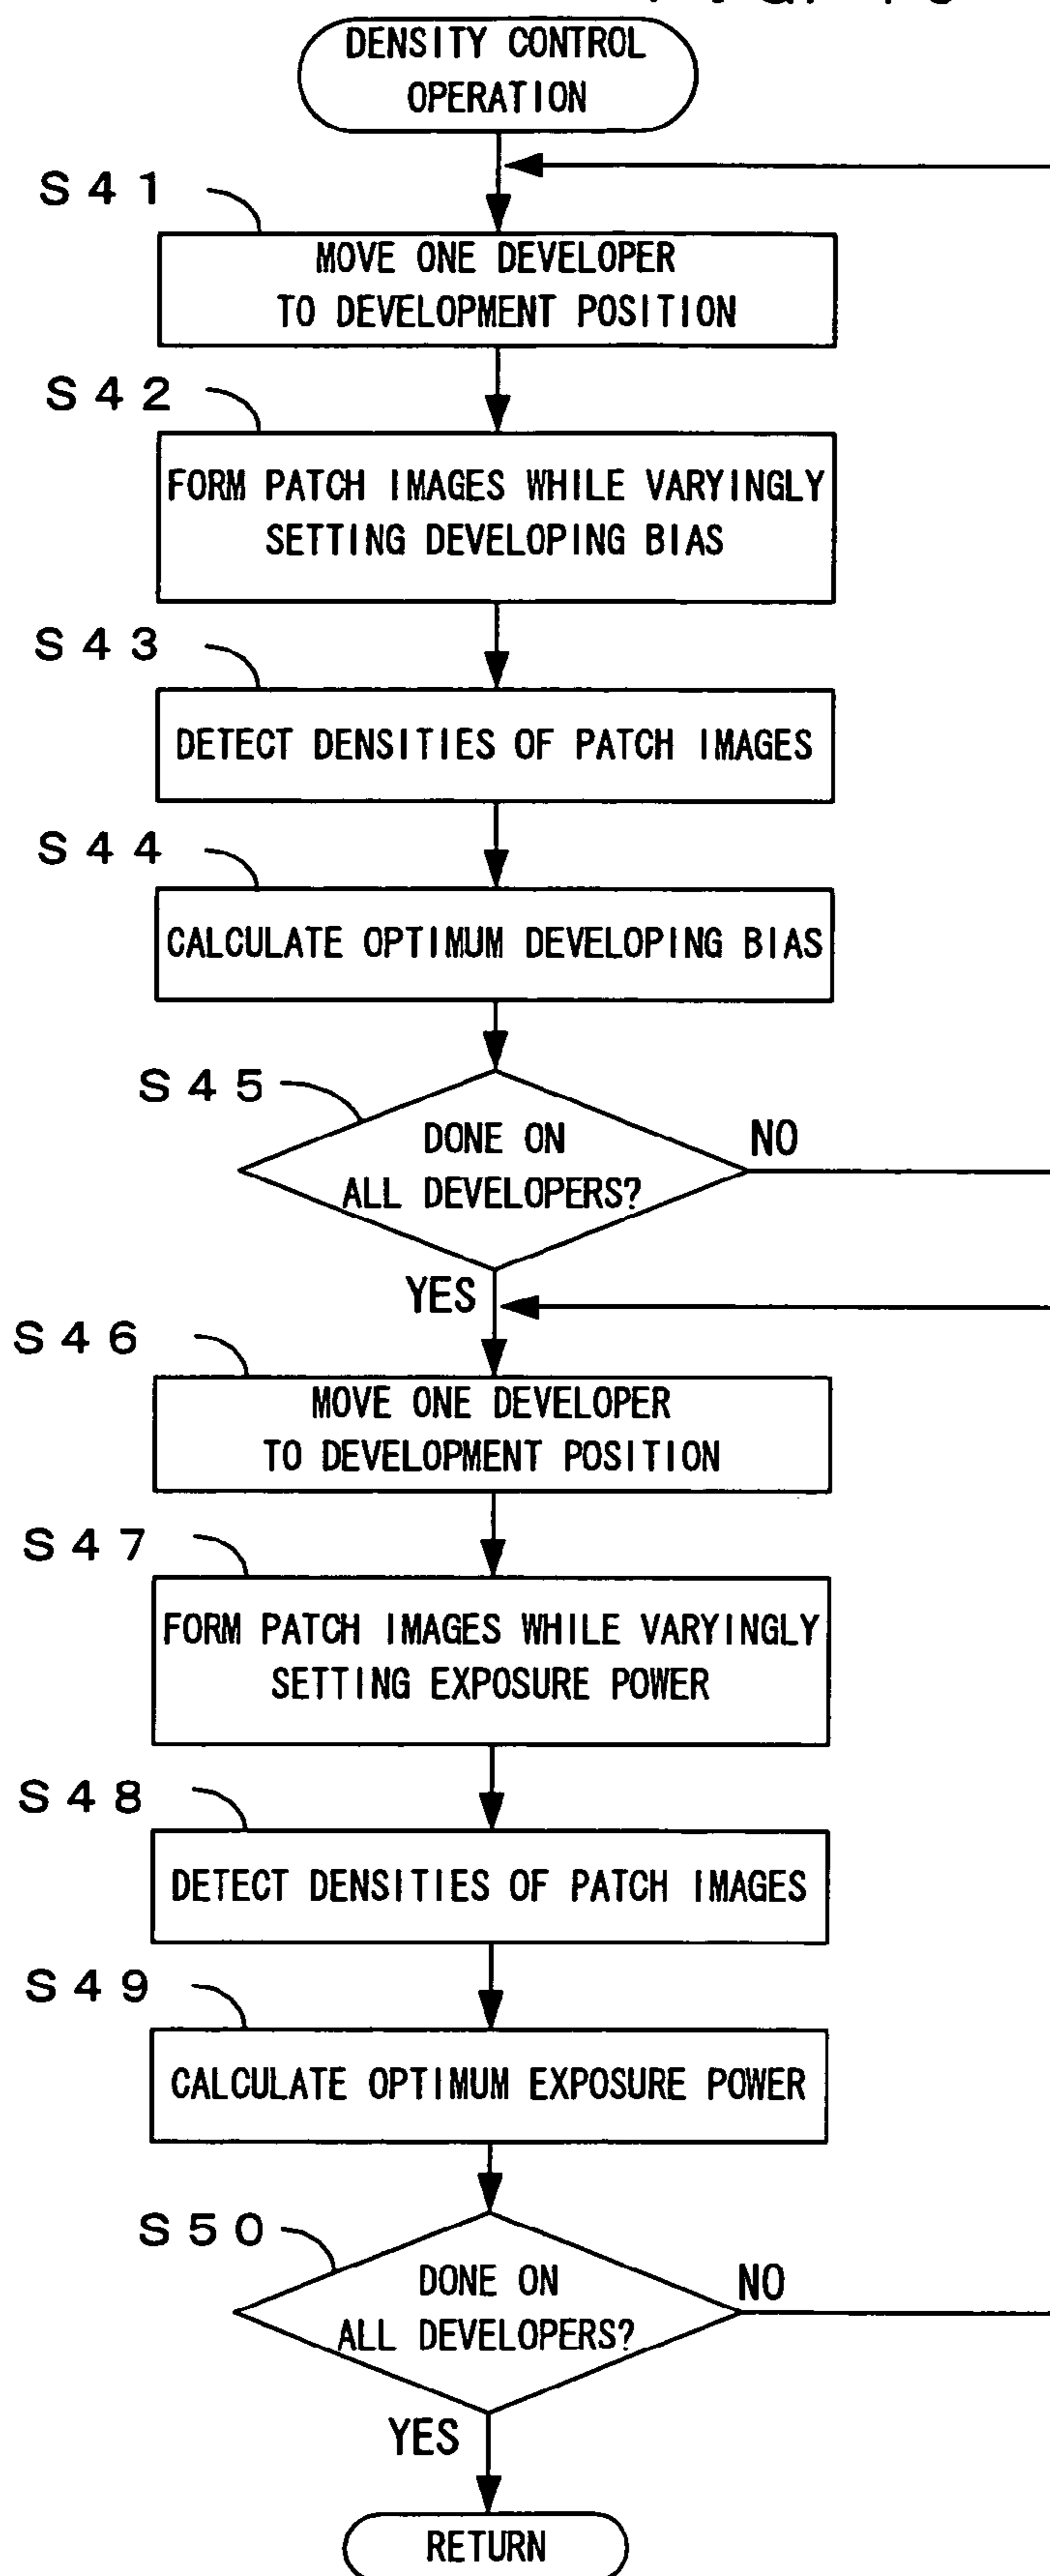 DENSITY CONTROL
OPERATION
S41
MOVE ONE DEVELOPER
TO DEVELOPMENT POSITION
S42
FORM PATCH IMAGES WHILE VARYINGLY
SETTING DEVELOPING BIAS
S43
DETECT DENSITIES OF PATCH IMAGES
S44
CALCULATE OPTIMUM DEVELOPING BIAS
S45
DONE ON
ALL DEVELOPERS?
NO
YES
S46
MOVE ONE DEVELOPER
TO DEVELOPMENT POSITION
S47
FORM PATCH IMAGES WHILE VARYINGLY
SETTING EXPOSURE POWER
S48
DETECT DENSITIES OF PATCH IMAGES
S49
CALCULATE OPTIMUM EXPOSURE POWER
S50
DONE ON
ALL DEVELOPERS?
NO
YES
RETURN